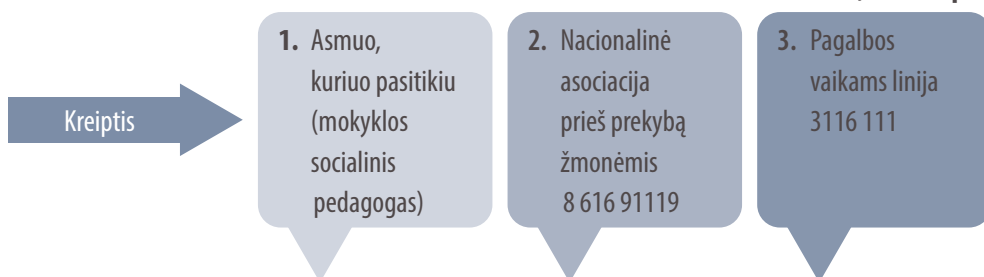 Kreiptis
1. Asmuo,
kuriuo pasitikiu
(mokyklos
socialinis
pedagogas)
2. Nacionalinė
asociacija
prieš prekybą
žmonėmis
8 616 91119
3. Pagalbos
vaikams linija
3116 111